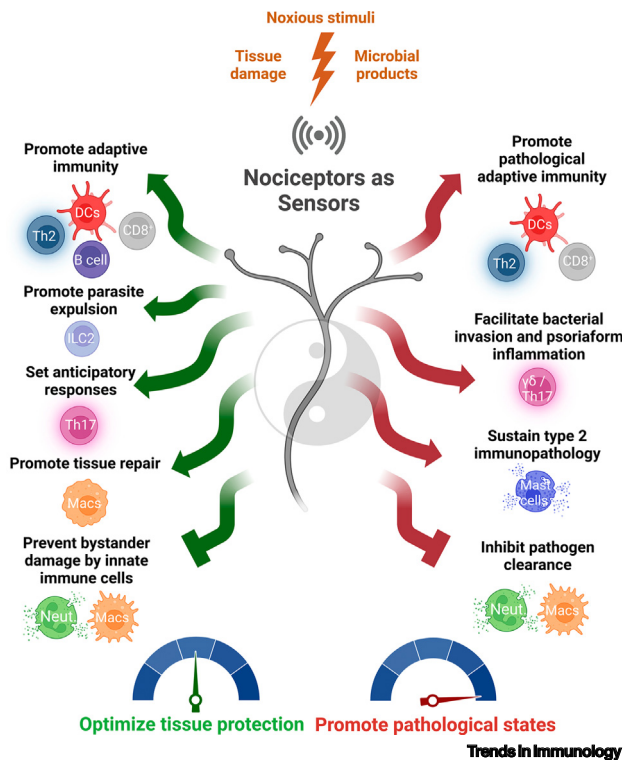 Noxious stimuli
Tissue
damage
Microbial
products
Nociceptors as
Sensors
Promote adaptive
immunity
DCs
Th2
CD8⁺
B cell
Promote parasite
expulsion
ILC2
Set anticipatory
responses
Th17
Promote tissue repair
Macs
Prevent bystander
damage by innate
immune cells
Neut
Macs
Promote
pathological
adaptive immunity
DCs
Th2
CD8⁺
Facilitate bacterial
invasion and psoriaform
inflammation
γδ /
Th17
Sustain type 2
immunopathology
Mast
cells
Inhibit pathogen
clearance
Neut
Macs
Optimize tissue protection
Promote pathological states
Trends in Immunology